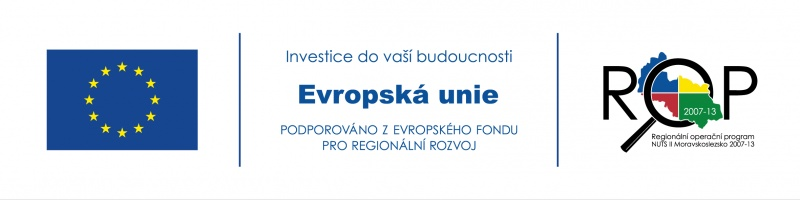 Investice do vaší budoucnosti
Evropská unie
PODPOROVÁNO Z EVROPSKÉHO FONDU
PRO REGIONÁLNÍ ROZVOJ
ROP
2007-13
Regionální operační program
NUTS II Moravskoslezsko 2007-13